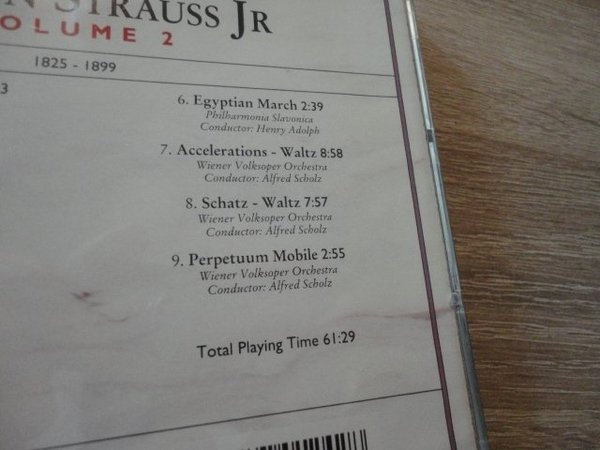 N STRAUSS JR
OLUME 2
1825 - 1899
3
6. Egyptian March 2:39
Philharmonia Slavonica
Conductor: Henry Adolph
7. Accelerations - Waltz 8:58
Wiener Volksoper Orchestra
Conductor: Alfred Scholz
8. Schatz - Waltz 7:57
Wiener Volksoper Orchestra
Conductor: Alfred Scholz
9. Perpetuum Mobile 2:55
Wiener Volksoper Orchestra
Conductor: Alfred Scholz
Total Playing Time 61:29